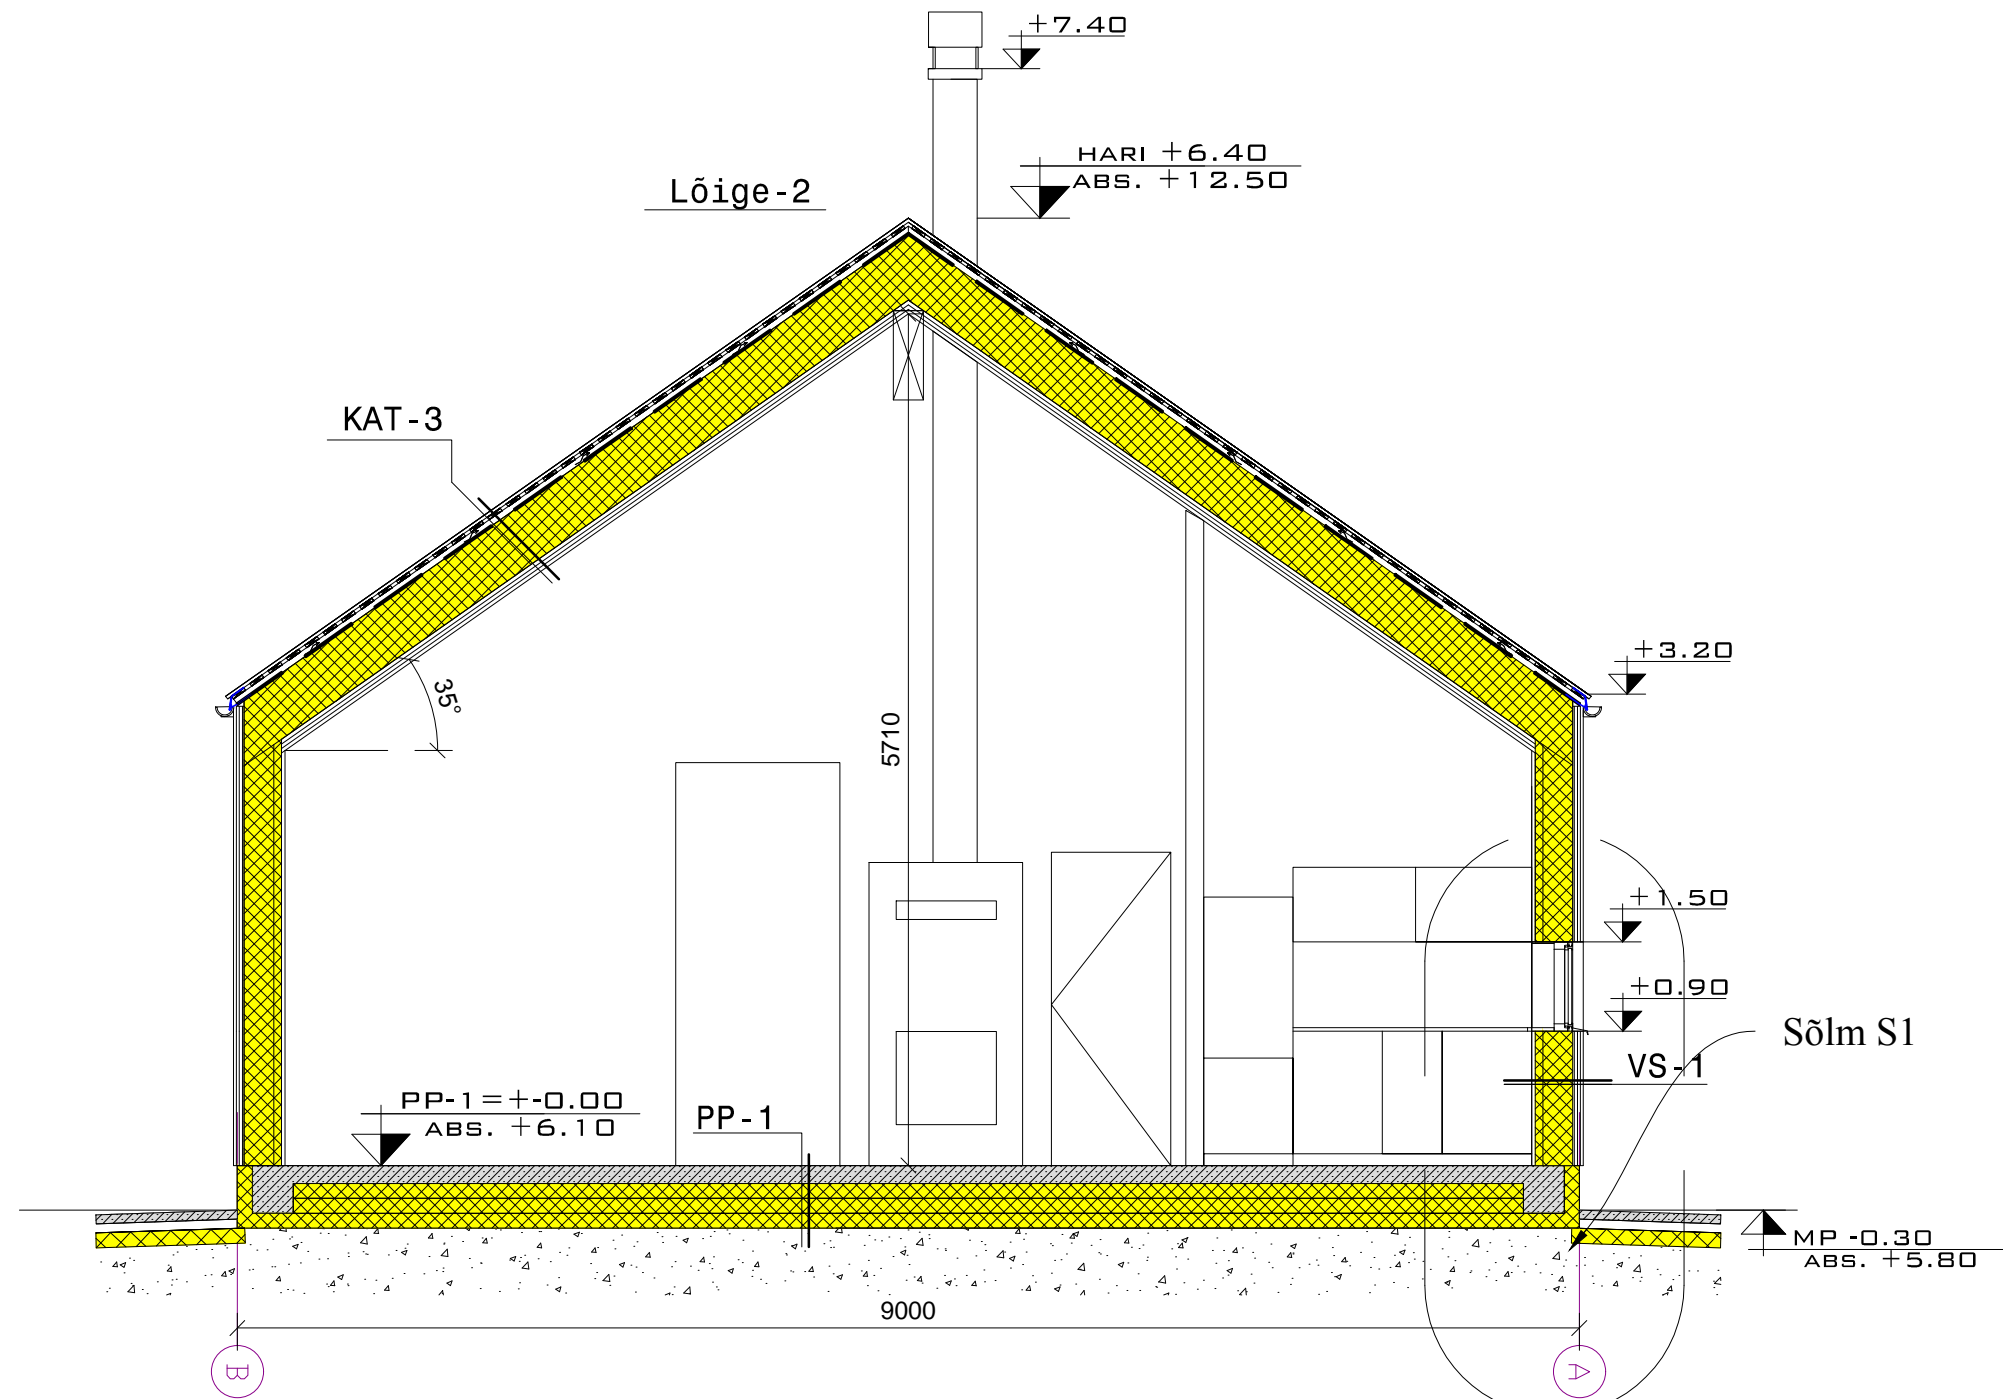 +7.40
HARI +6.40
ABS. +12.50
Lõige-2
KAT-3
35°
5710
+3.20
+1.50
+0.90
Sõlm S1
VS-1
PP-1=+-0.00
ABS. +6.10
PP-1
MP -0.30
ABS. +5.80
9000
B
A